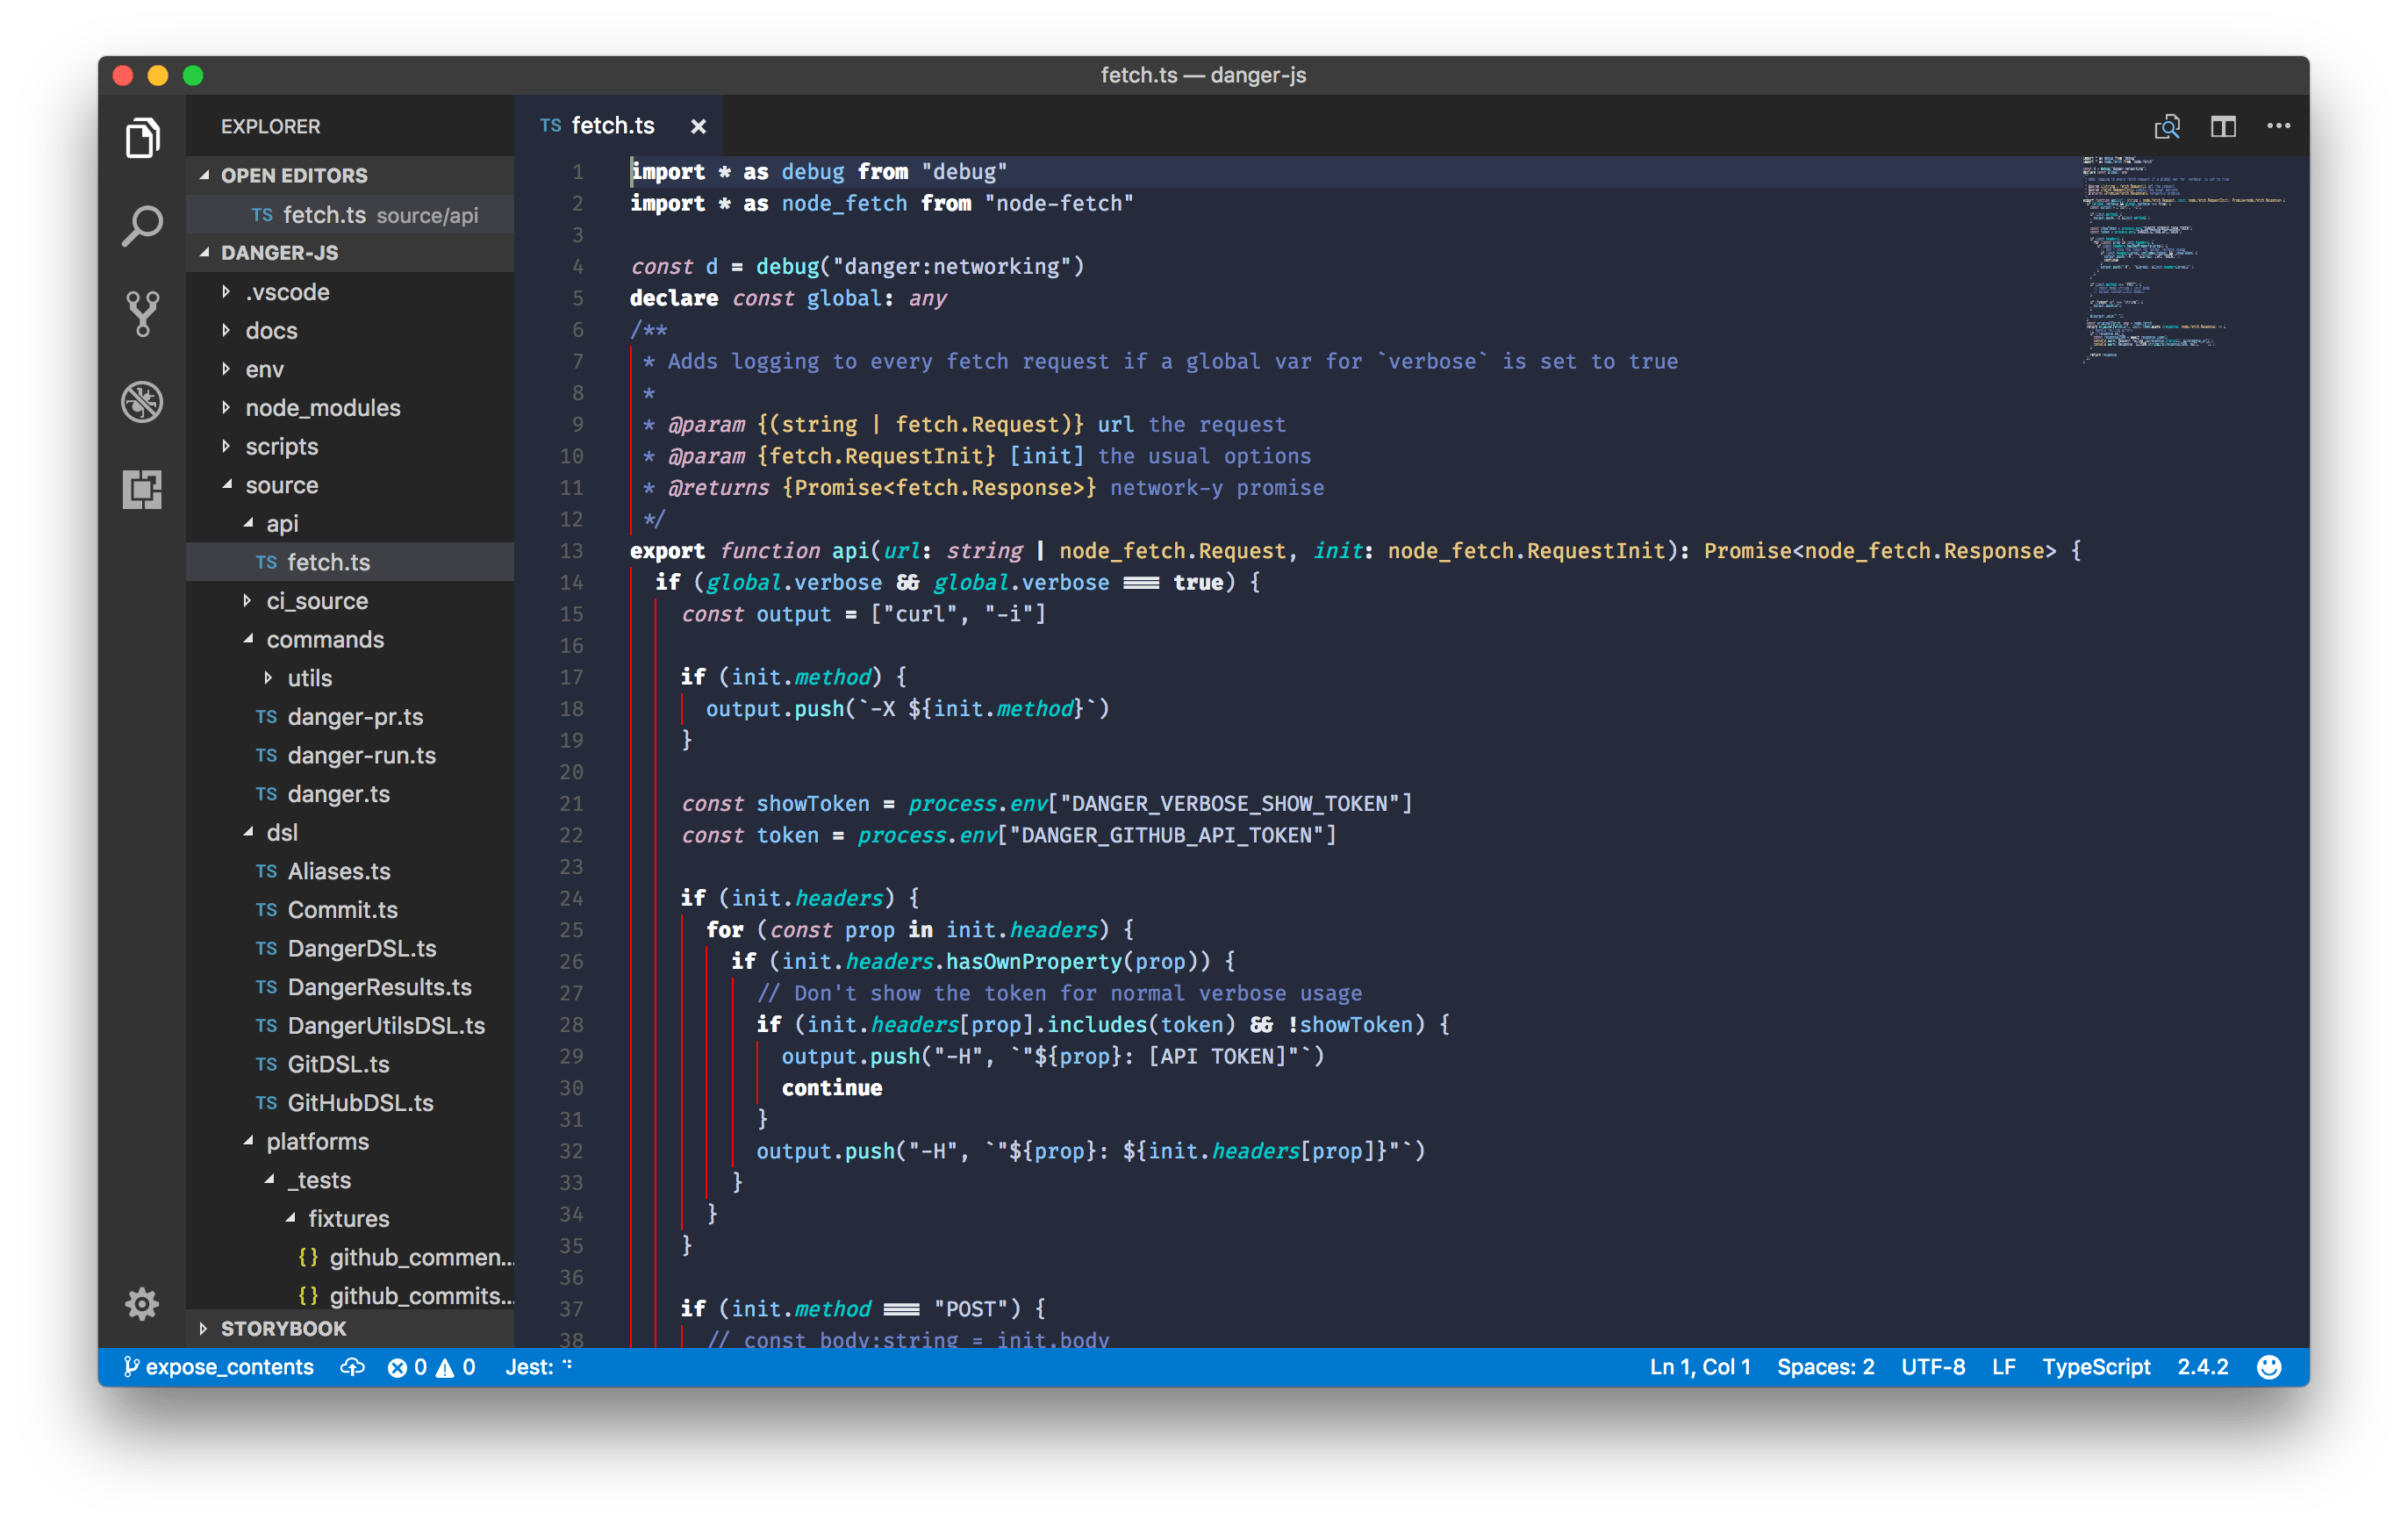 fetch.ts — danger-js
EXPLORER
OPEN EDITORS
TS fetch.ts source/api
DANGER-JS
.vscode
docs
env
node_modules
scripts
source
api
TS fetch.ts
ci_source
commands
utils
TS danger-pr.ts
TS danger-run.ts
TS danger.ts
dsl
TS Aliases.ts
TS Commit.ts
TS DangerDSL.ts
TS DangerResults.ts
TS DangerUtilsDSL.ts
TS GitDSL.ts
TS GitHubDSL.ts
platforms
_tests
fixtures
{} github_commen...
{} github_commits...
STORYBOOK
TS fetch.ts ×
1 import * as debug from "debug"
2 import * as node_fetch from "node-fetch"
3
4 const d = debug("danger:networking")
5 declare const global: any
6 /**
7 * Adds logging to every fetch request if a global var for `verbose` is set to true
8 *
9 * @param {(string | fetch.Request)} url the request
10 * @param {fetch.RequestInit} [init] the usual options
11 * @returns {Promise<fetch.Response>} network-y promise
12 */
13 export function api(url: string | node_fetch.Request, init: node_fetch.RequestInit): Promise<node_fetch.Response> {
14 if (global.verbose && global.verbose === true) {
15 const output = ["curl", "-i"]
16
17 if (init.method) {
18 output.push(`-X ${init.method}`)
19 }
20
21 const showToken = process.env["DANGER_VERBOSE_SHOW_TOKEN"]
22 const token = process.env["DANGER_GITHUB_API_TOKEN"]
23
24 if (init.headers) {
25 for (const prop in init.headers) {
26 if (init.headers.hasOwnProperty(prop)) {
27 // Don't show the token for normal verbose usage
28 if (init.headers[prop].includes(token) && !showToken) {
29 output.push("-H", `"${prop}: [API TOKEN]"`)
30 continue
31 }
32 output.push("-H", `"${prop}: ${init.headers[prop]}"`)
33 }
34 }
35 }
36
37 if (init.method === "POST") {
38 // const body:string = init.body
expose_contents 0 0 Jest:
Ln 1, Col 1 Spaces: 2 UTF-8 LF TypeScript 2.4.2